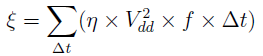 ξ = ∑_{Δt} (η × V_{dd}^2 × f × Δt)